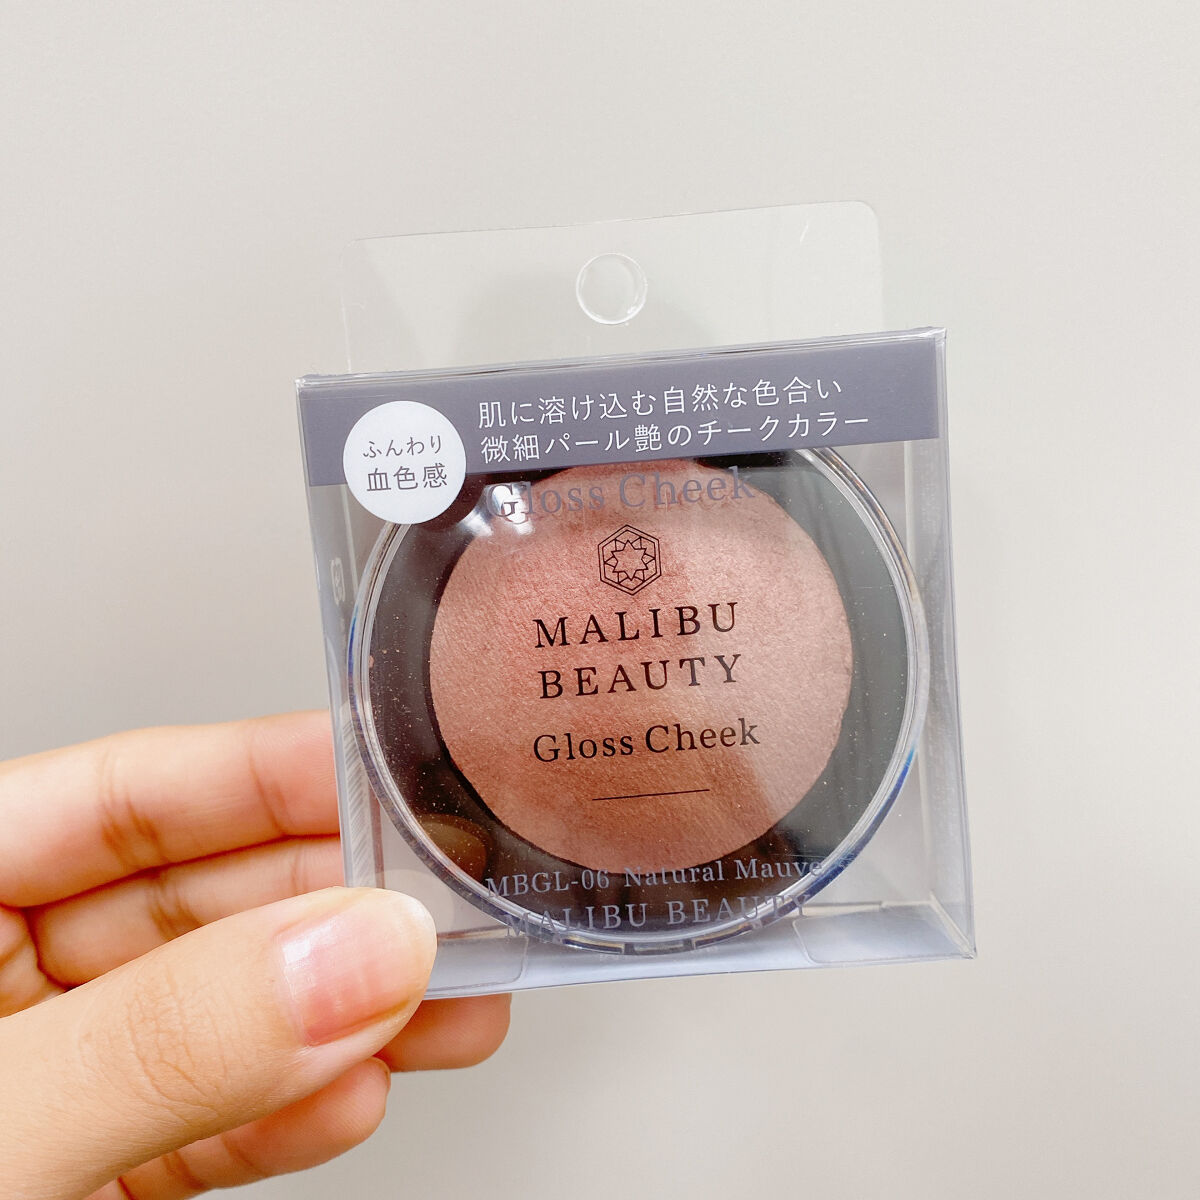 肌に溶け込む自然な色合い
微細パール艶のチークカラー
ふんわり
血色感
Gloss Cheek
MALIBU
BEAUTY
Gloss Cheek
MBGL-06 Natural Mauve
MALIBU BEAUTY